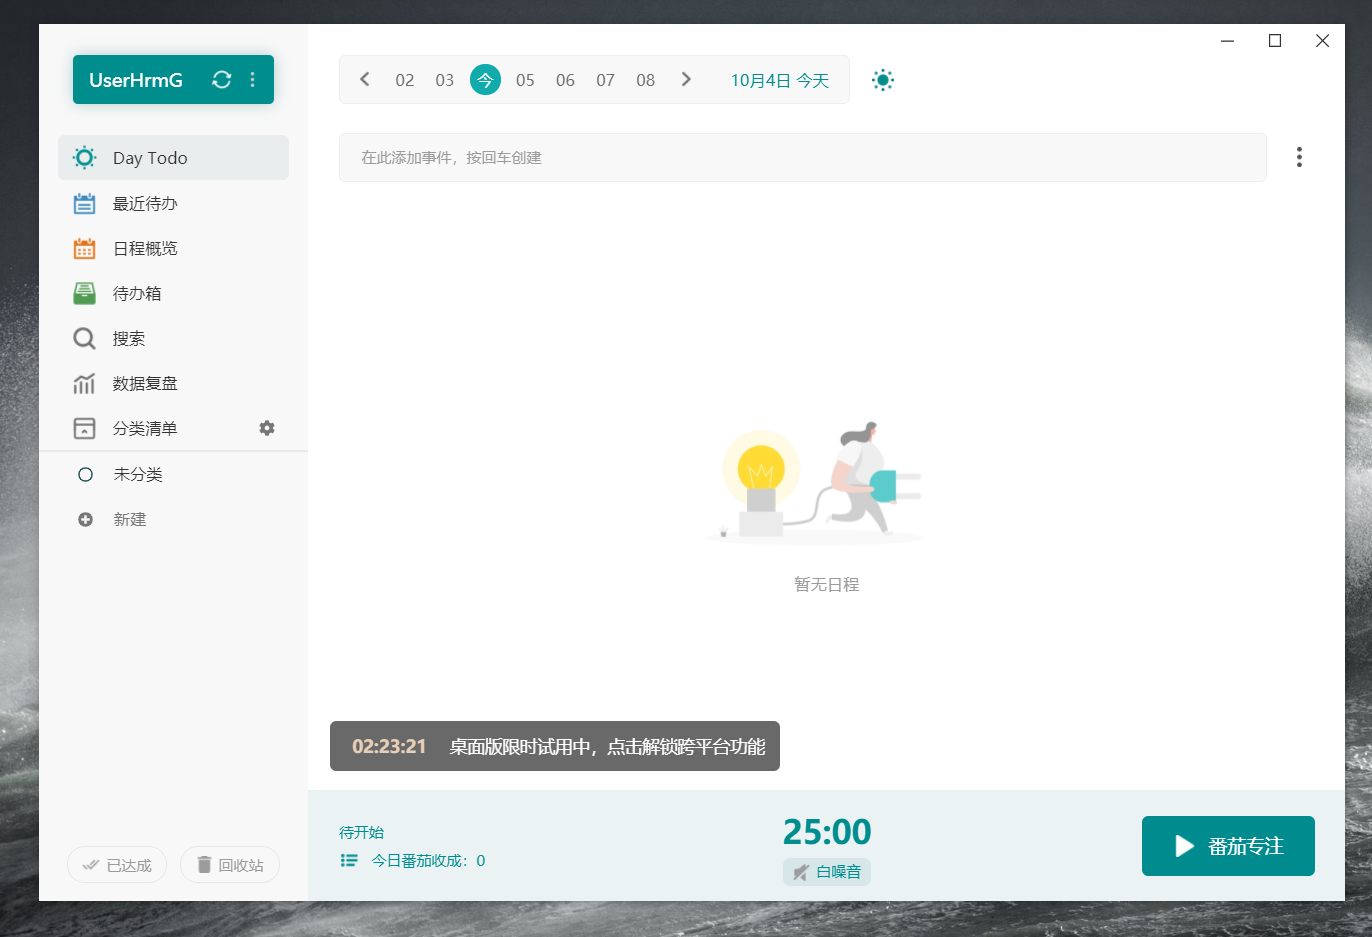 UserHrmG
02 03 今 05 06 07 08 10月4日 今天
Day Todo
在此添加事件，按回车创建
最近待办
日程概览
待办箱
搜索
数据复盘
分类清单
未分类
新建
暂无日程
02:23:21 桌面版限时试用中，点击解锁跨平台功能
待开始
今日番茄收成：0
25:00
白噪音
番茄专注
已达成 回收站